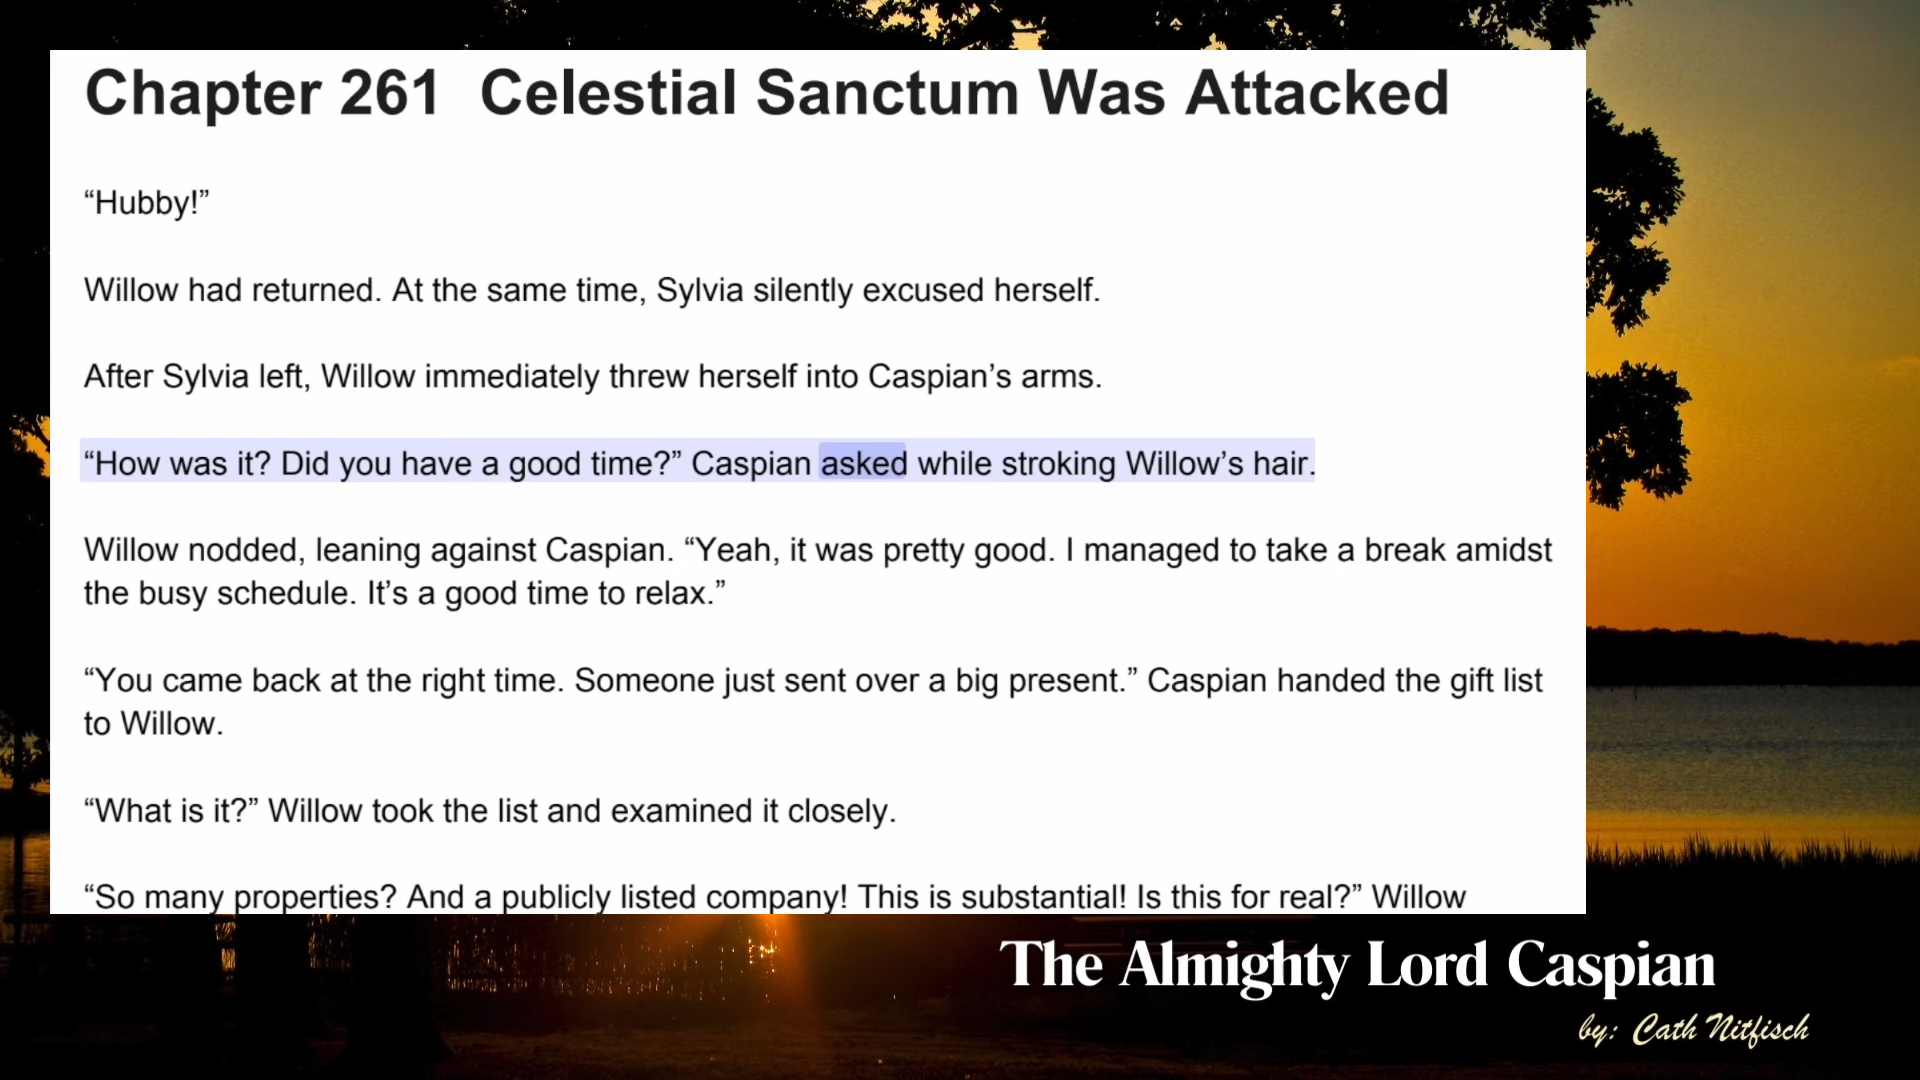 Chapter 261 Celestial Sanctum Was Attacked
“Hubby!”
Willow had returned. At the same time, Sylvia silently excused herself.
After Sylvia left, Willow immediately threw herself into Caspian’s arms.
“How was it? Did you have a good time?” Caspian asked while stroking Willow’s hair.
Willow nodded, leaning against Caspian. “Yeah, it was pretty good. I managed to take a break amidst
the busy schedule. It’s a good time to relax.”
“You came back at the right time. Someone just sent over a big present.” Caspian handed the gift list
to Willow.
“What is it?” Willow took the list and examined it closely.
“So many properties? And a publicly listed company! This is substantial! Is this for real?” Willow
The Almighty Lord Caspian
by: Cath Nitfisch